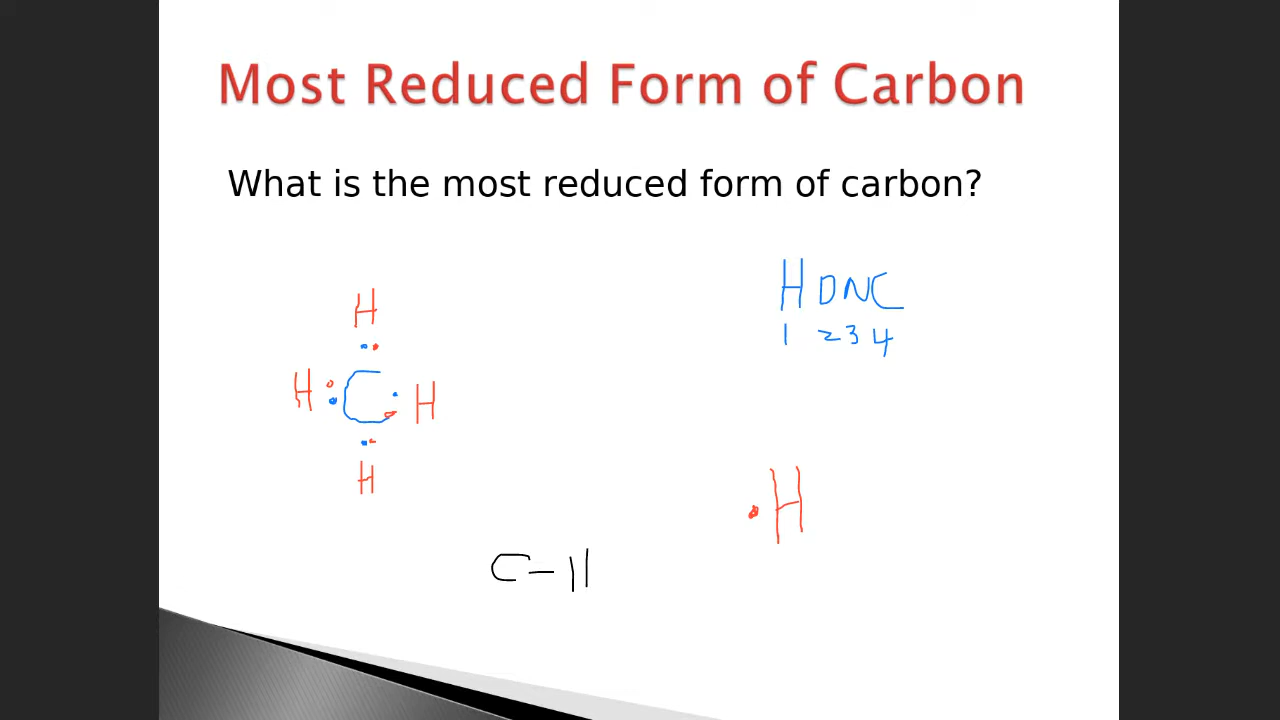 Most Reduced Form of Carbon
What is the most reduced form of carbon?
HONC
1 2 3 4
H
H C H
H
H
C-H